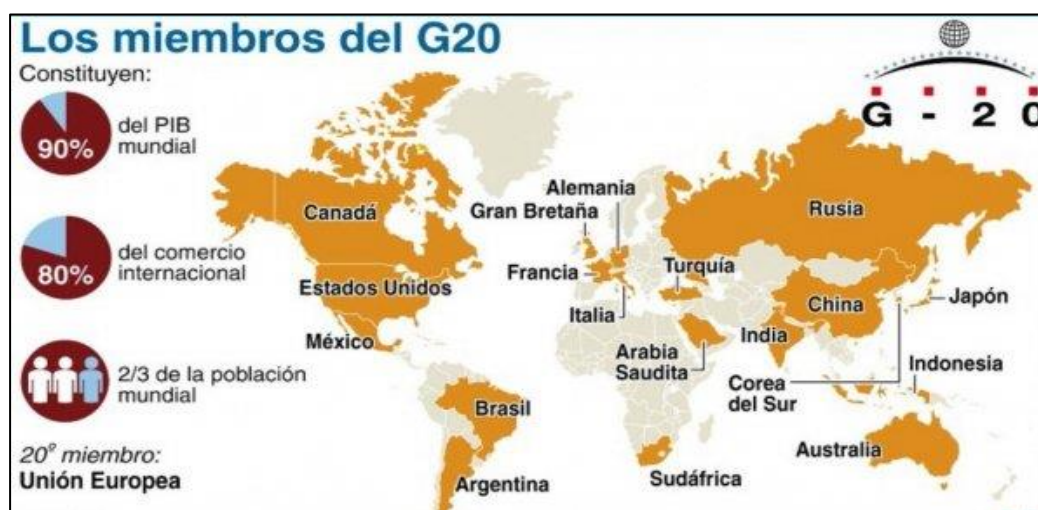 Los miembros del G20
Constituyen:
90%
del PIB
mundial
80%
del comercio
internacional
2/3 de la población
mundial
20º miembro:
Unión Europea
G - 2 0
Canadá
Estados Unidos
México
Brasil
Argentina
Alemania
Gran Bretaña
Francia
Italia
Turquía
Rusia
Arabia
Saudita
India
China
Japón
Corea
del Sur
Indonesia
Australia
Sudáfrica